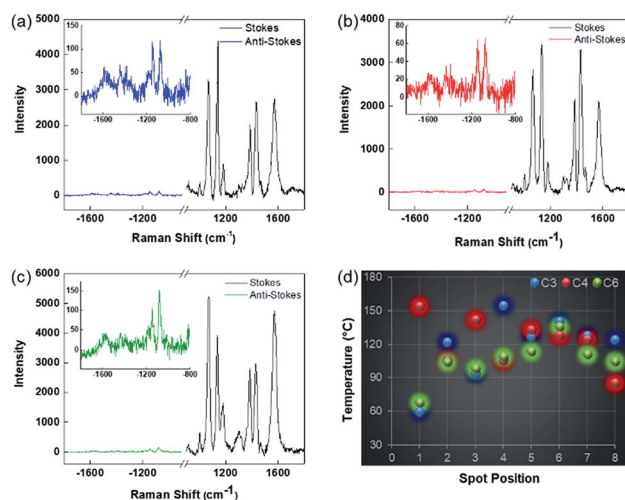 (a)
5000
4000
3000
2000
1000
0
Intensity
Stokes
Anti-Stokes
150
100
50
0
-1600 -1200 -800
-1600 -1200 1200 1600
Raman Shift (cm-1)
(b)
4000
3000
2000
1000
0
Intensity
Stokes
Anti-Stokes
80
60
40
20
0
-1600 -1200 -800
-1600 -1200 1200 1600
Raman Shift (cm-1)
(c)
6000
5000
4000
3000
2000
1000
0
Intensity
Stokes
Anti-Stokes
150
100
50
0
-1600 -1200 -800
-1600 -1200 1200 1600
Raman Shift (cm-1)
(d)
180
150
120
90
60
30
Temperature (°C)
C3 C4 C6
0 1 2 3 4 5 6 7 8
Spot Position